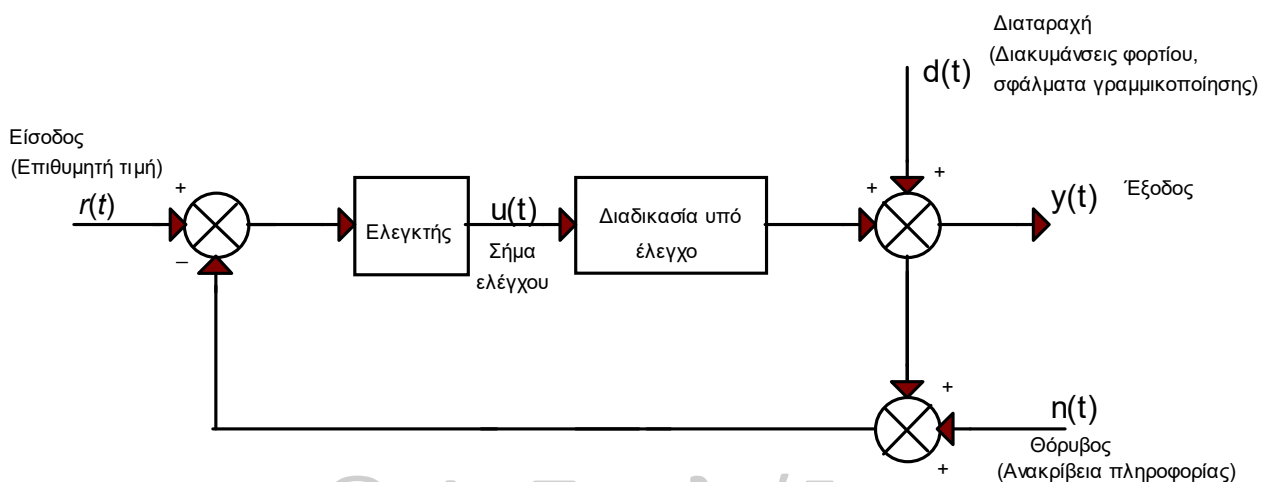 Διαταραχή
(Διακυμάνσεις φορτίου,
σφάλματα γραμμικοποίησης)
d(t)
Είσοδος
(Επιθυμητή τιμή)
r(t)
+
−
Ελεγκτής
u(t)
Σήμα
ελέγχου
Διαδικασία υπό
έλεγχο
+
+
y(t)
Έξοδος
+
n(t)
Θόρυβος
(Ανακρίβεια πληροφορίας)
+